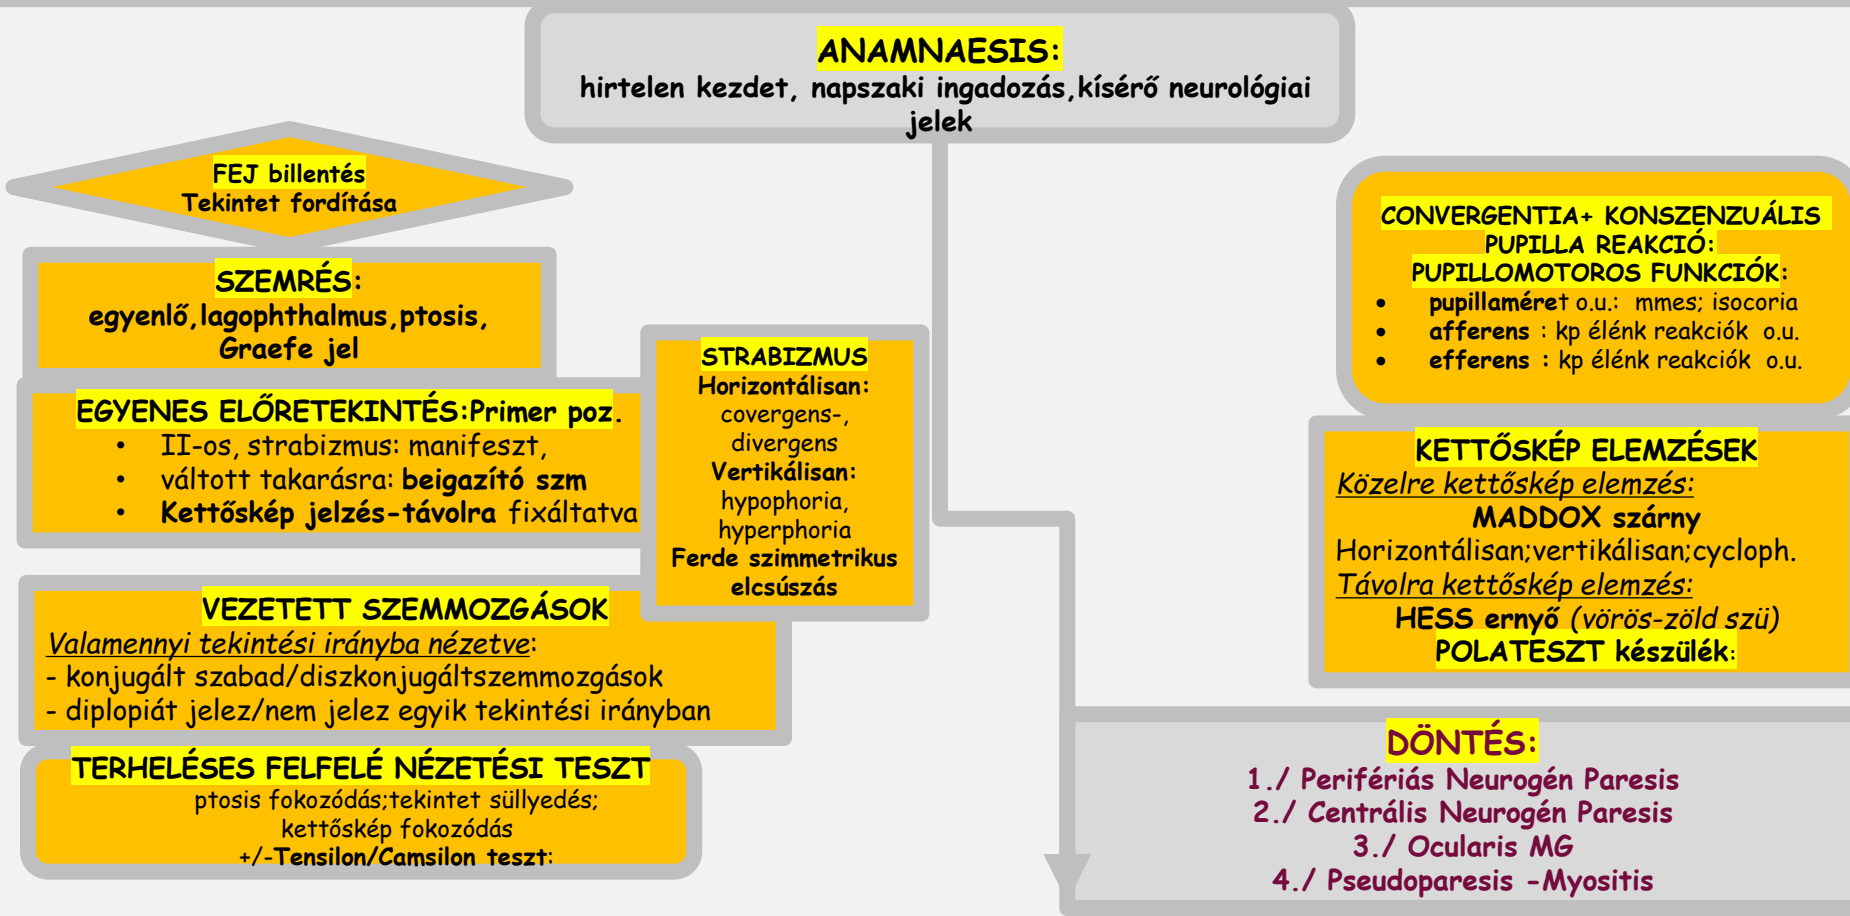 ANAMNAESIS:
hirtelen kezdet, napszaki ingadozás,kísérő neurológiai
jelek
FEJ billentés
Tekintet fordítása
SZEMRÉS:
egyenlő,lagophthalmus,ptosis,
Graefe jel
EGYENES ELŐRETEKINTÉS:Primer poz.
• II-os, strabizmus: manifeszt,
• váltott takarásra: beigazító szm
• Kettőskép jelzés-távolra fixáltatva
STRABIZMUS
Horizontálisan:
covergens-,
divergens
Vertikálisan:
hypophoria,
hyperphoria
Ferde szimmetrikus
elcsúszás
VEZETETT SZEMMOZGÁSOK
Valamennyi tekintési irányba nézetve:
- konjugált szabad/diszkonjugáltszemmozgások
- diplopiát jelez/nem jelez egyik tekintési irányban
TERHELÉSES FELFELÉ NÉZETÉSI TESZT
ptosis fokozódás;tekintet süllyedés;
kettőskép fokozódás
+/-Tensilon/Camsilon teszt:
CONVERGENTIA+ KONSZENZUÁLIS
PUPILLA REAKCIÓ:
PUPILLOMOTOROS FUNKCIÓK:
• pupillaméret o.u.: mmes; isocoria
• afferens : kp élénk reakciók o.u.
• efferens : kp élénk reakciók o.u.
KETTŐSKÉP ELEMZÉSEK
Közelre kettőskép elemzés:
MADDOX szárny
Horizontálisan;vertikálisan;cycloph.
Távolra kettőskép elemzés:
HESS ernyő (vörös-zöld szü)
POLATESZT készülék:
DÖNTÉS:
1./ Perifériás Neurogén Paresis
2./ Centrális Neurogén Paresis
3./ Ocularis MG
4./ Pseudoparesis -Myositis